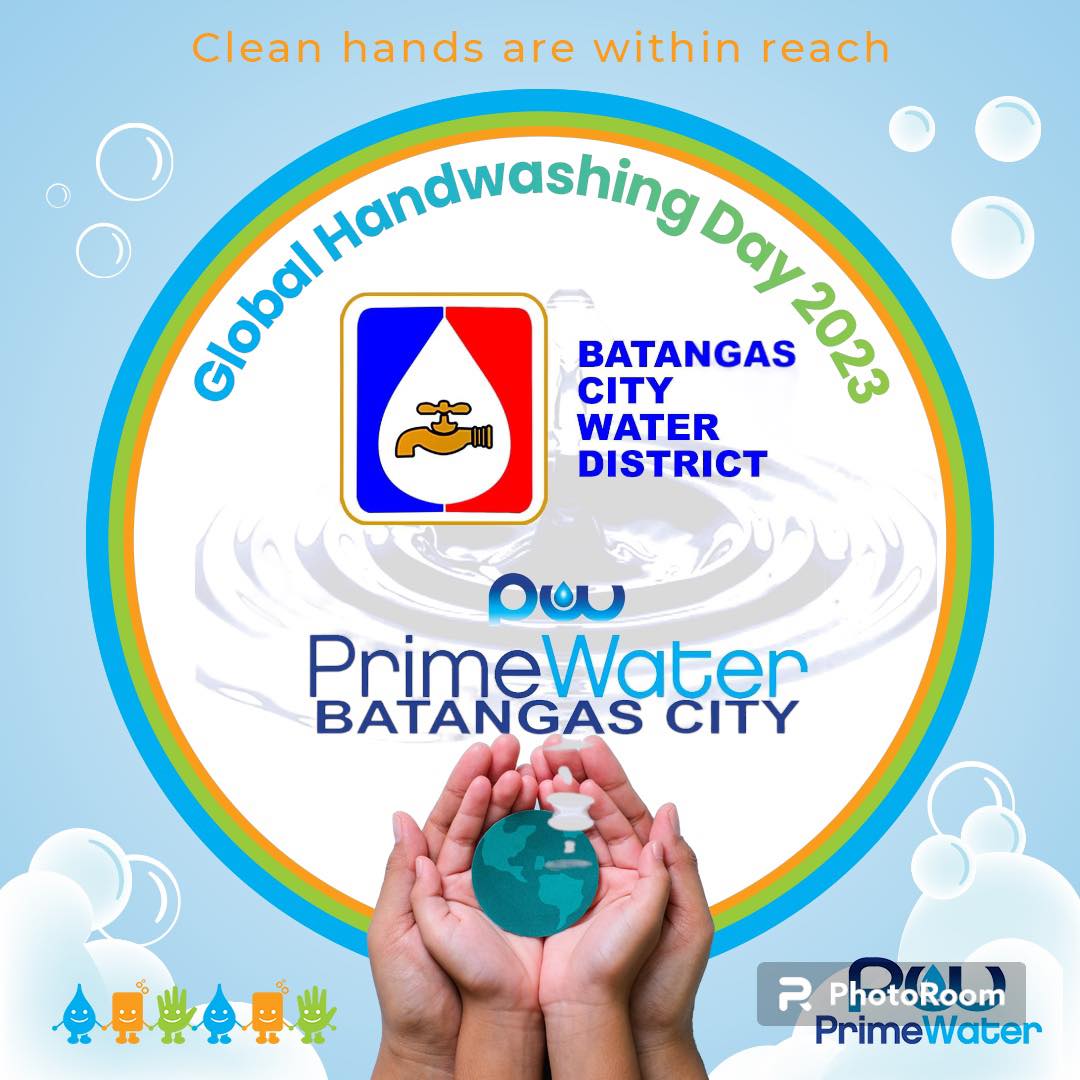 Clean hands are within reach
Global Handwashing Day 2023
BATANGAS
CITY
WATER
DISTRICT
pw
PrimeWater
BATANGAS CITY
pw
PhotoRoom
PrimeWater